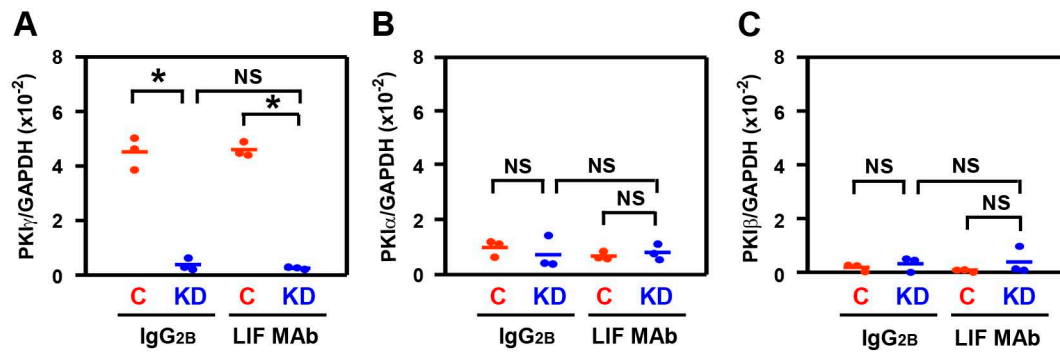 A
PKIγ/GAPDH (x10-2)
8
6
4
2
0
*
NS
*
C KD C KD
IgG2B LIF MAb
B
PKIα/GAPDH (x10-2)
8
6
4
2
0
NS
NS
NS
C KD C KD
IgG2B LIF MAb
C
PKIβ/GAPDH (x10-2)
8
6
4
2
0
NS
NS
NS
C KD C KD
IgG2B LIF MAb